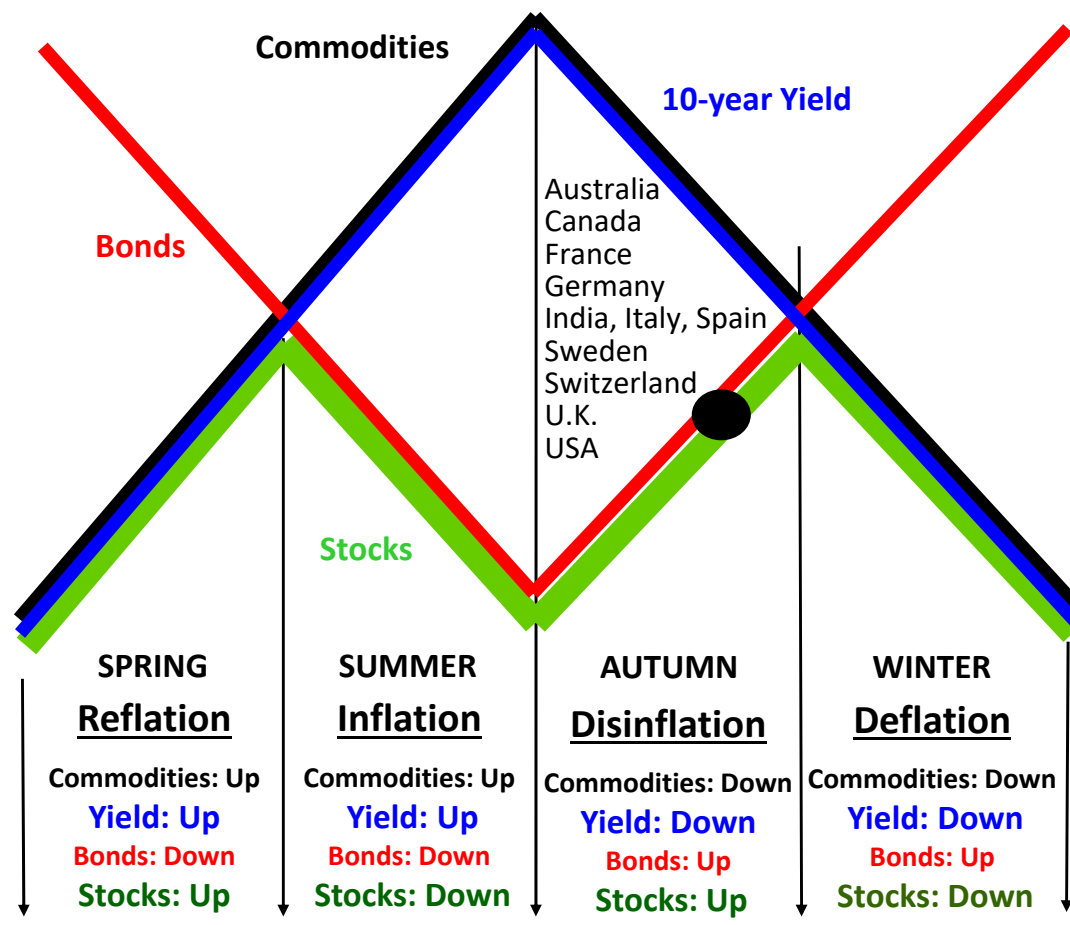 Commodities
10-year Yield
Bonds
Australia
Canada
France
Germany
India, Italy, Spain
Sweden
Switzerland
U.K.
USA
Stocks
SPRING
Reflation
Commodities: Up
Yield: Up
Bonds: Down
Stocks: Up
SUMMER
Inflation
Commodities: Up
Yield: Up
Bonds: Down
Stocks: Down
AUTUMN
Disinflation
Commodities: Down
Yield: Down
Bonds: Up
Stocks: Up
WINTER
Deflation
Commodities: Down
Yield: Down
Bonds: Up
Stocks: Down